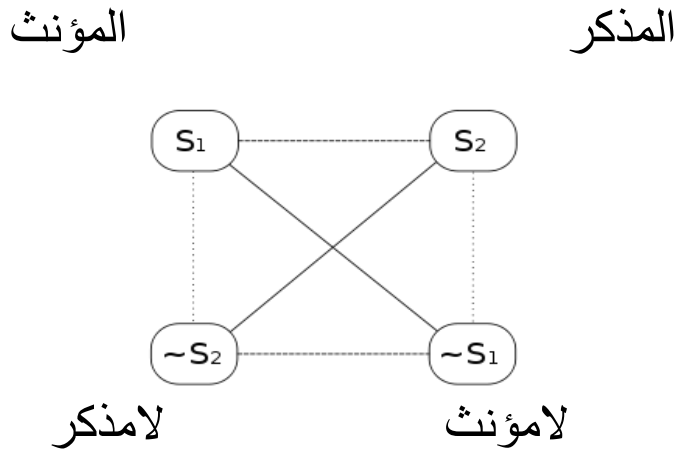 المذكر
المؤنث
S₁
S₂
~S₂
~S₁
لامؤنث
لامذكر